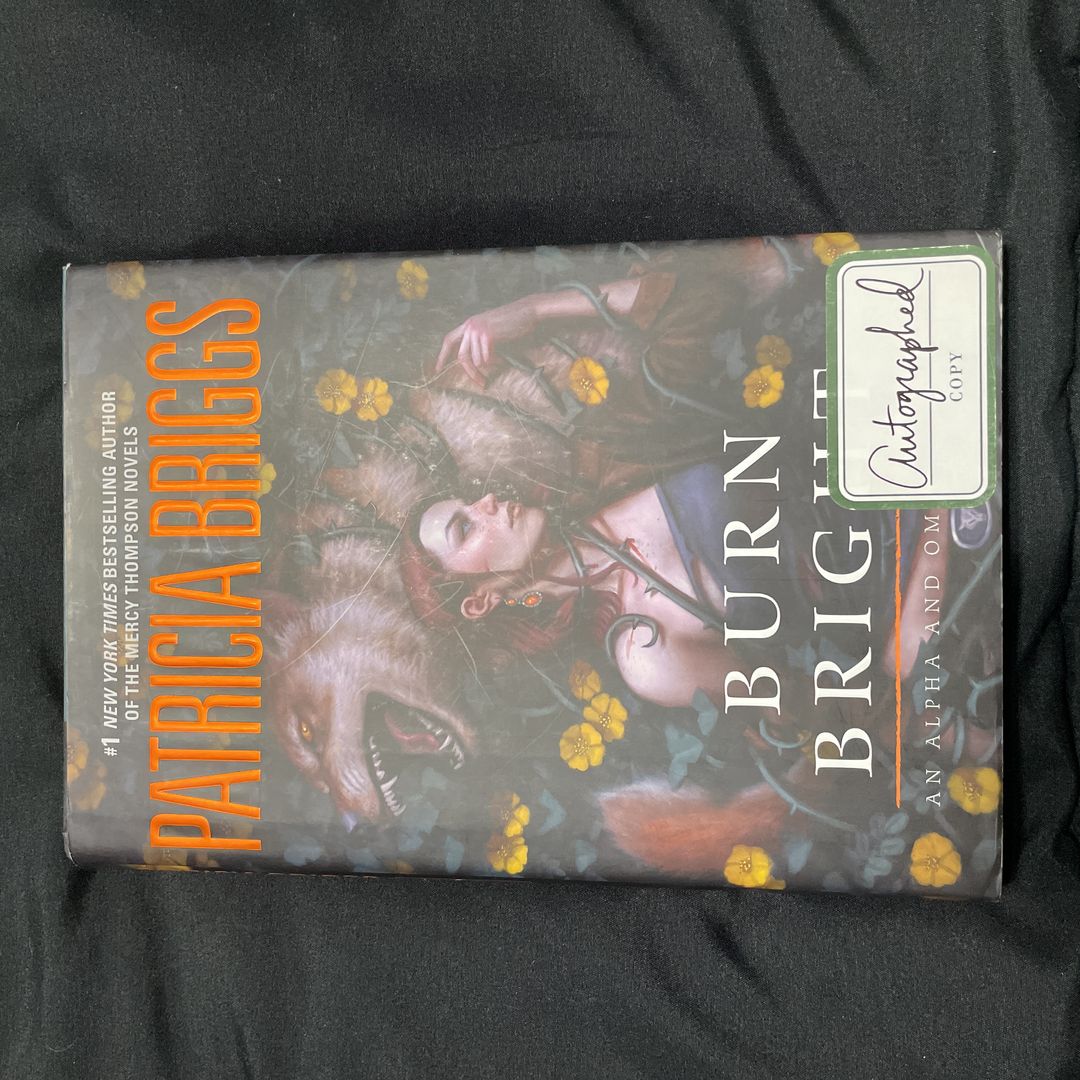 #1 NEW YORK TIMES BESTSELLING AUTHOR
OF THE MERCY THOMPSON NOVELS
PATRICIA BRIGGS
BURN
BRIGHT
AN ALPHA AND OM
Autographed
COPY